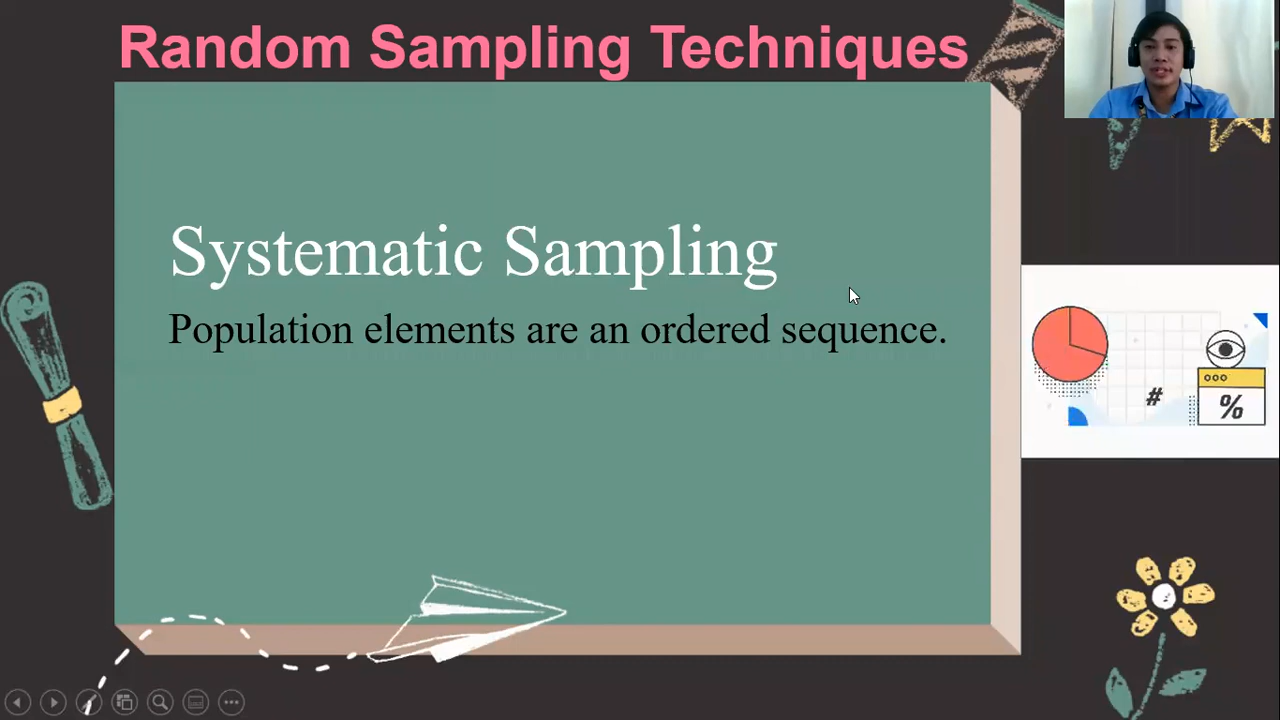 Random Sampling Techniques
Systematic Sampling
Population elements are an ordered sequence.
#
%